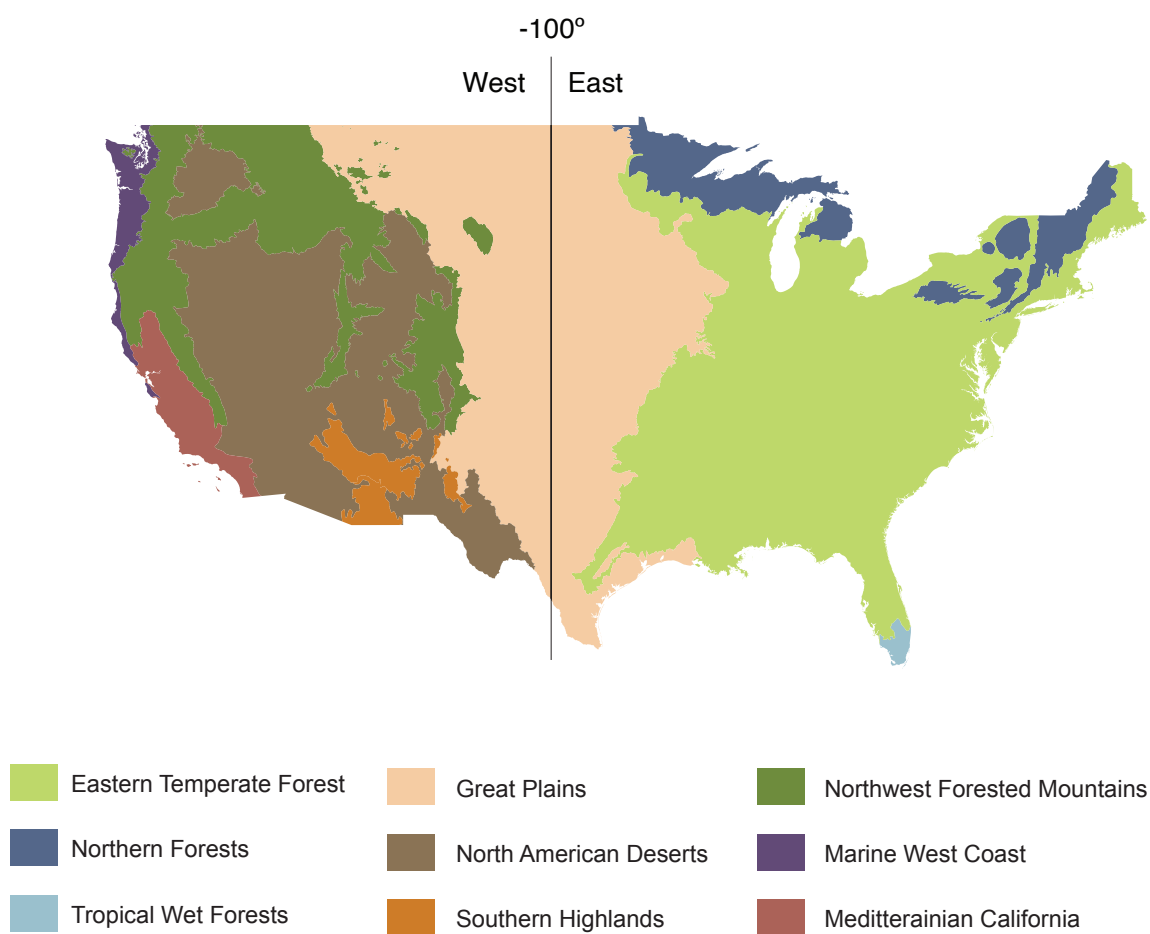 -100º
West East
Eastern Temperate Forest
Great Plains
Northwest Forested Mountains
Northern Forests
North American Deserts
Marine West Coast
Tropical Wet Forests
Southern Highlands
Meditterainian California